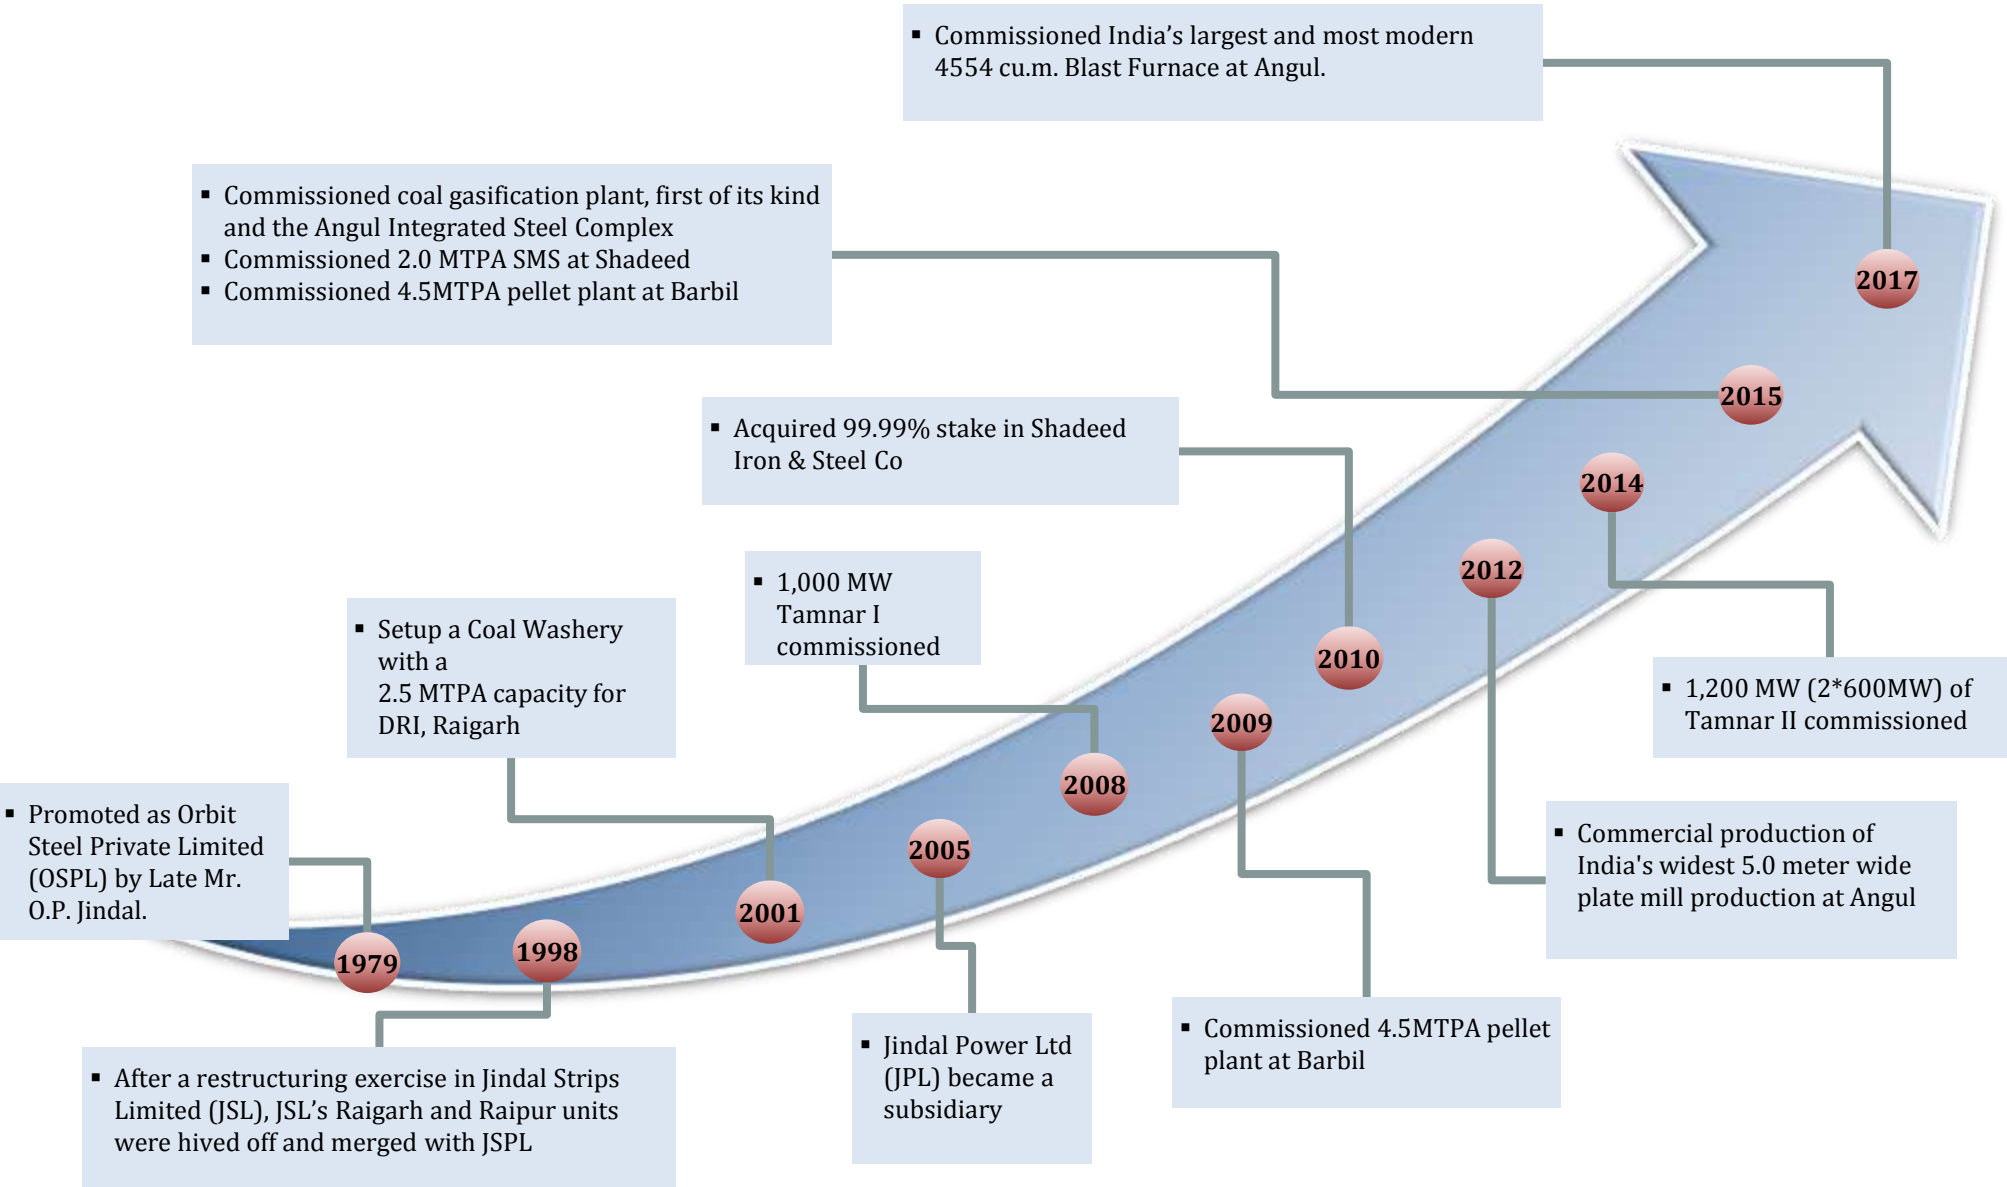 ▪ Commissioned India’s largest and most modern
4554 cu.m. Blast Furnace at Angul.
▪ Commissioned coal gasification plant, first of its kind
and the Angul Integrated Steel Complex
▪ Commissioned 2.0 MTPA SMS at Shadeed
▪ Commissioned 4.5MTPA pellet plant at Barbil
2017
2015
▪ Acquired 99.99% stake in Shadeed
Iron & Steel Co
2014
2012
▪ 1,000 MW
Tamnar I
commissioned
▪ Setup a Coal Washery
with a
2.5 MTPA capacity for
DRI, Raigarh
2010
▪ 1,200 MW (2*600MW) of
Tamnar II commissioned
2009
2008
▪ Promoted as Orbit
Steel Private Limited
(OSPL) by Late Mr.
O.P. Jindal.
2005
▪ Commercial production of
India's widest 5.0 meter wide
plate mill production at Angul
2001
1998
1979
▪ Jindal Power Ltd
(JPL) became a
subsidiary
▪ Commissioned 4.5MTPA pellet
plant at Barbil
▪ After a restructuring exercise in Jindal Strips
Limited (JSL), JSL’s Raigarh and Raipur units
were hived off and merged with JSPL